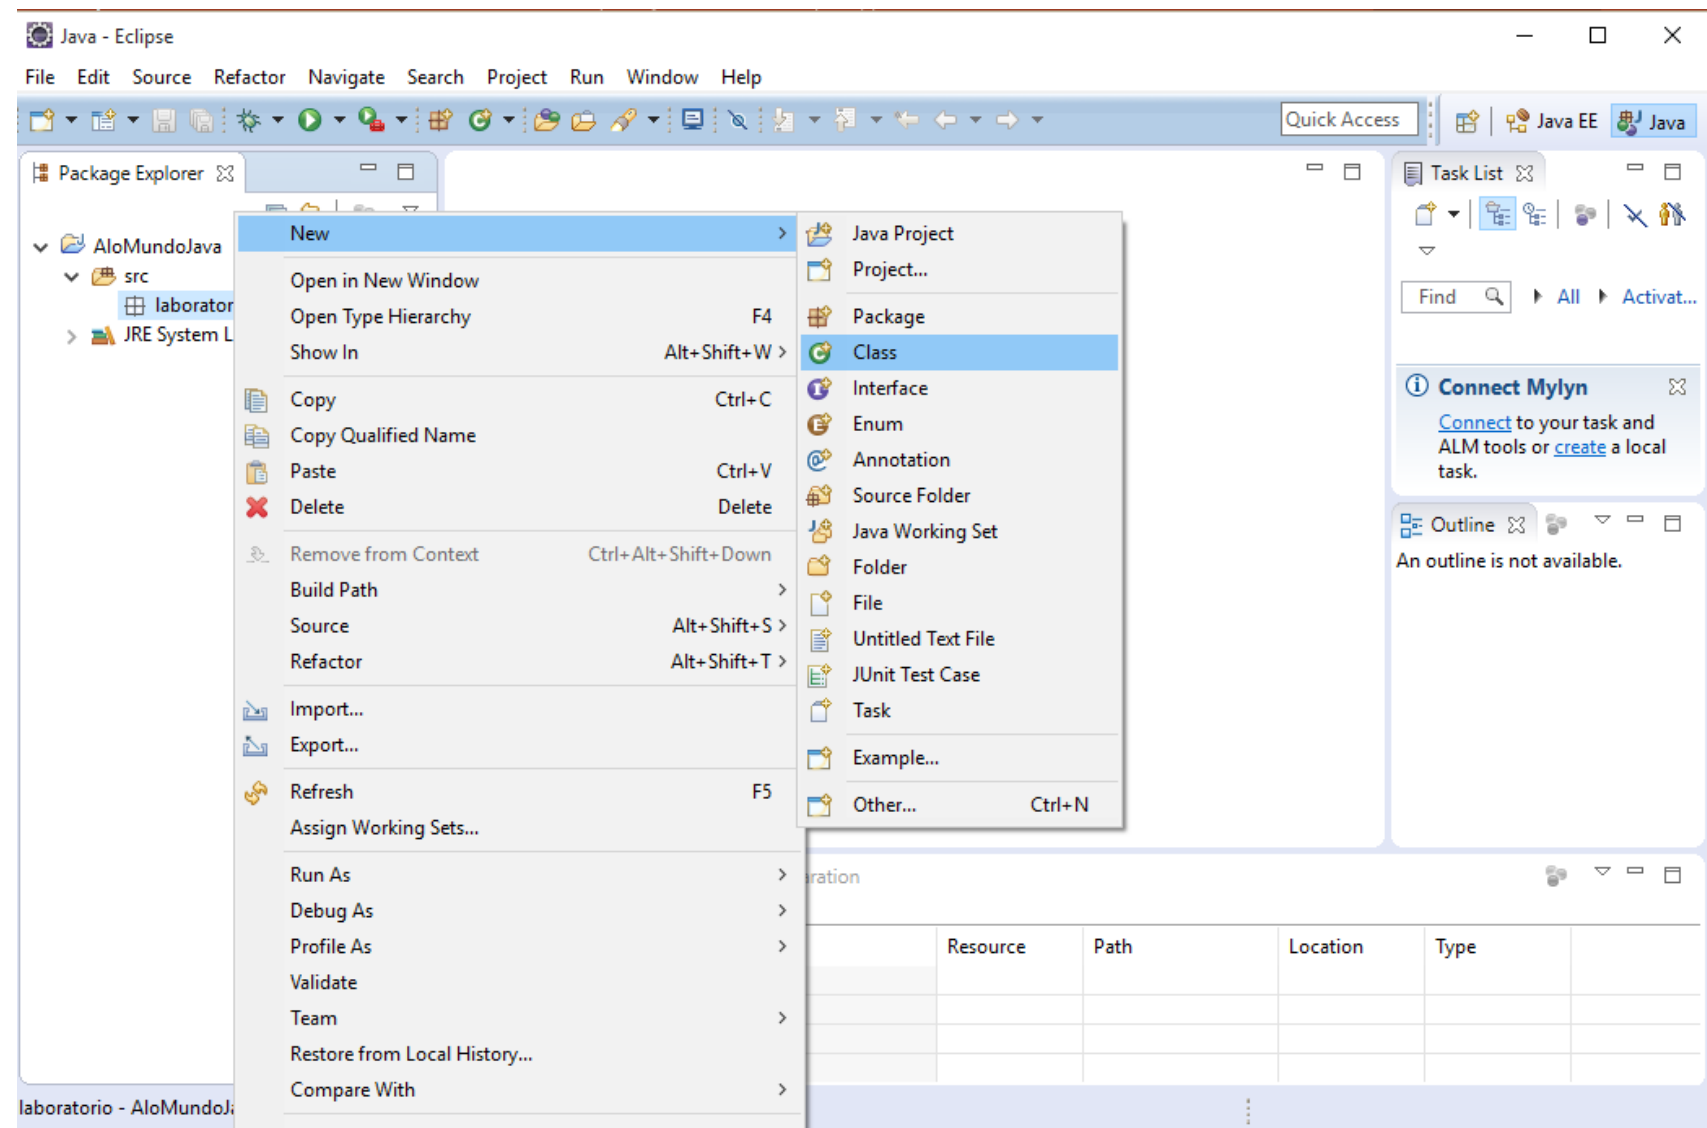 Java - Eclipse
File Edit Source Refactor Navigate Search Project Run Window Help
Quick Access
Java EE
Java
Package Explorer
AloMundoJava
src
laborator
JRE System L
New
Open in New Window
Open Type Hierarchy F4
Show In Alt+Shift+W
Copy Ctrl+C
Copy Qualified Name
Paste Ctrl+V
Delete Delete
Remove from Context Ctrl+Alt+Shift+Down
Build Path
Source Alt+Shift+S
Refactor Alt+Shift+T
Import...
Export...
Refresh F5
Assign Working Sets...
Run As
Debug As
Profile As
Validate
Team
Restore from Local History...
Compare With
Java Project
Project...
Package
Class
Interface
Enum
Annotation
Source Folder
Java Working Set
Folder
File
Untitled Text File
JUnit Test Case
Task
Example...
Other... Ctrl+N
Task List
Find All Activat...
Connect Mylyn
Connect to your task and
ALM tools or create a local
task.
Outline
An outline is not available.
aration
Resource Path Location Type
laboratorio - AloMundoJ